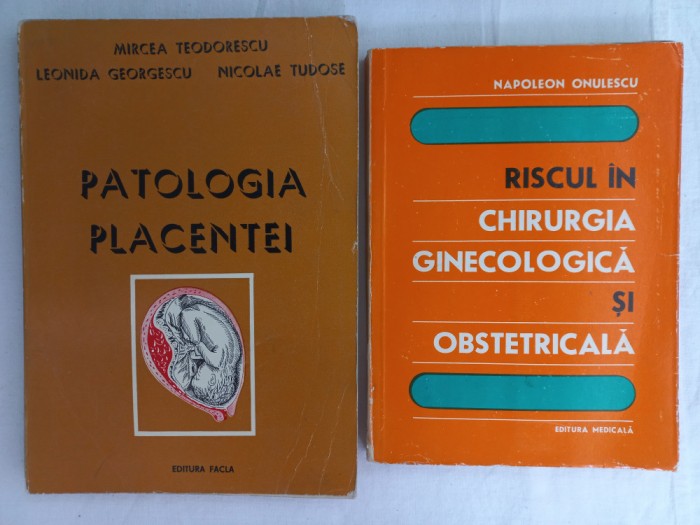 MIRCEA TEODORESCU
LEONIDA GEORGESCU NICOLAE TUDOSE
PATOLOGIA
PLACENTEI
EDITURA FACLA
NAPOLEON ONULESCU
RISCUL ÎN
CHIRURGIA
GINECOLOGICĂ
ȘI
OBSTETRICALĂ
EDITURA MEDICALĂ